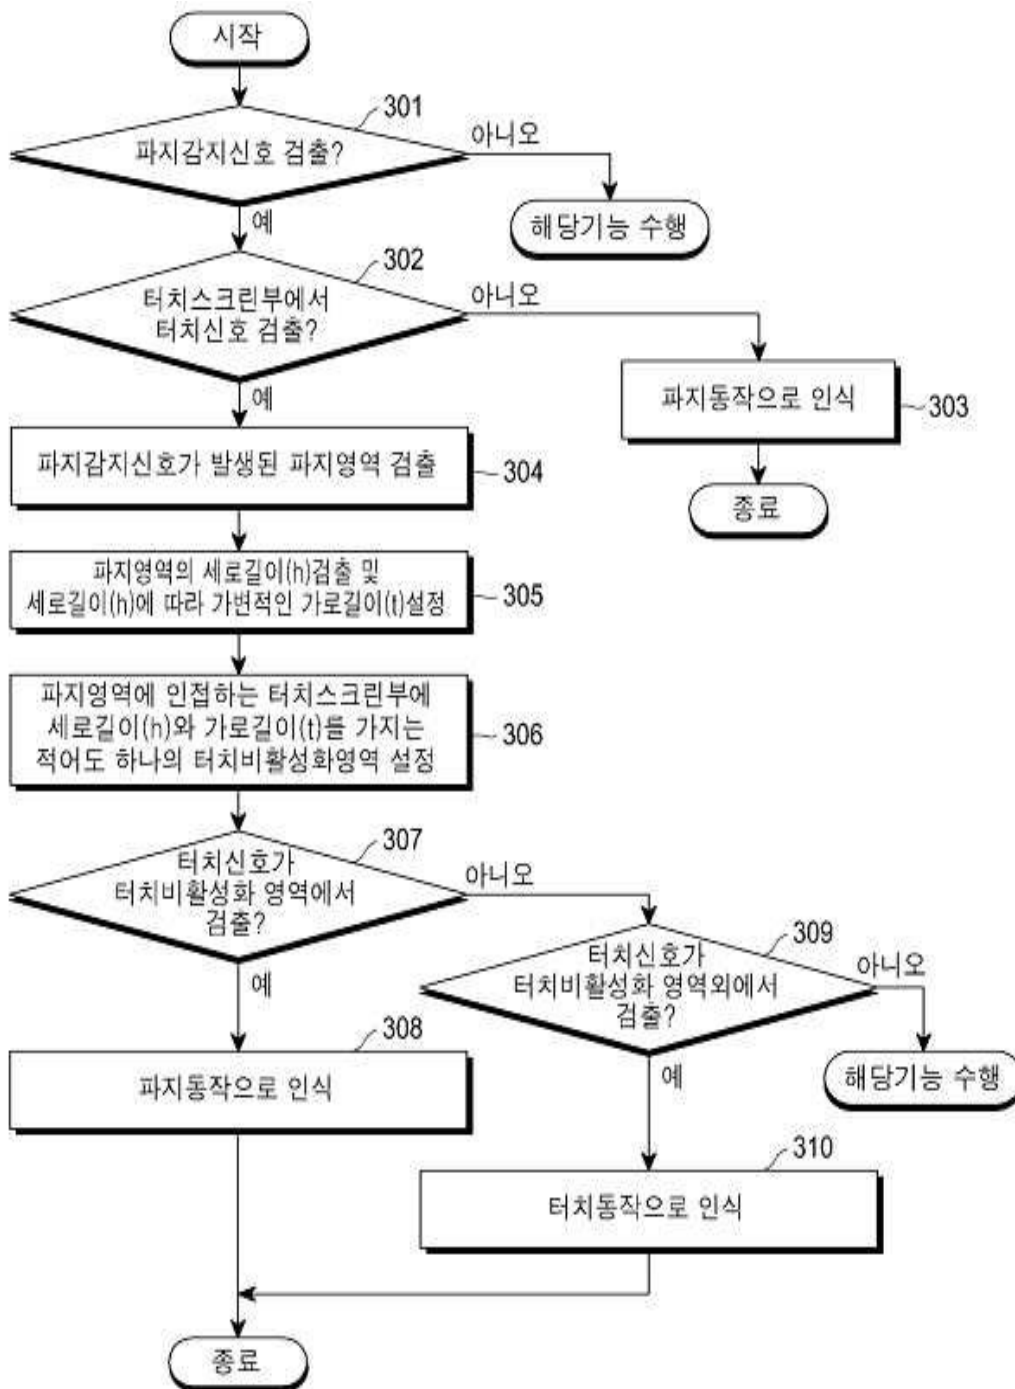 시작
301
파지감지신호 검출?
아니오
해당기능 수행
예
302
터치스크린부에서
터치신호 검출?
아니오
파지동작으로 인식
303
종료
예
파지감지신호가 발생된 파지영역 검출
304
파지영역의 세로길이(h)검출 및
세로길이(h)에 따라 가변적인 가로길이(t)설정
305
파지영역에 인접하는 터치스크린부에
세로길이(h)와 가로길이(t)를 가지는
적어도 하나의 터치비활성화영역 설정
306
307
터치신호가
터치비활성화 영역에서
검출?
아니오
예
309
터치신호가
터치비활성화 영역외에서
검출?
아니오
해당기능 수행
예
308
파지동작으로 인식
310
터치동작으로 인식
종료